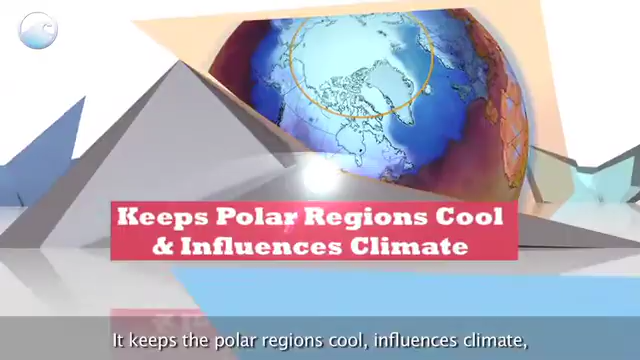 Keeps Polar Regions Cool
& Influences Climate
It keeps the polar regions cool, influences climate,